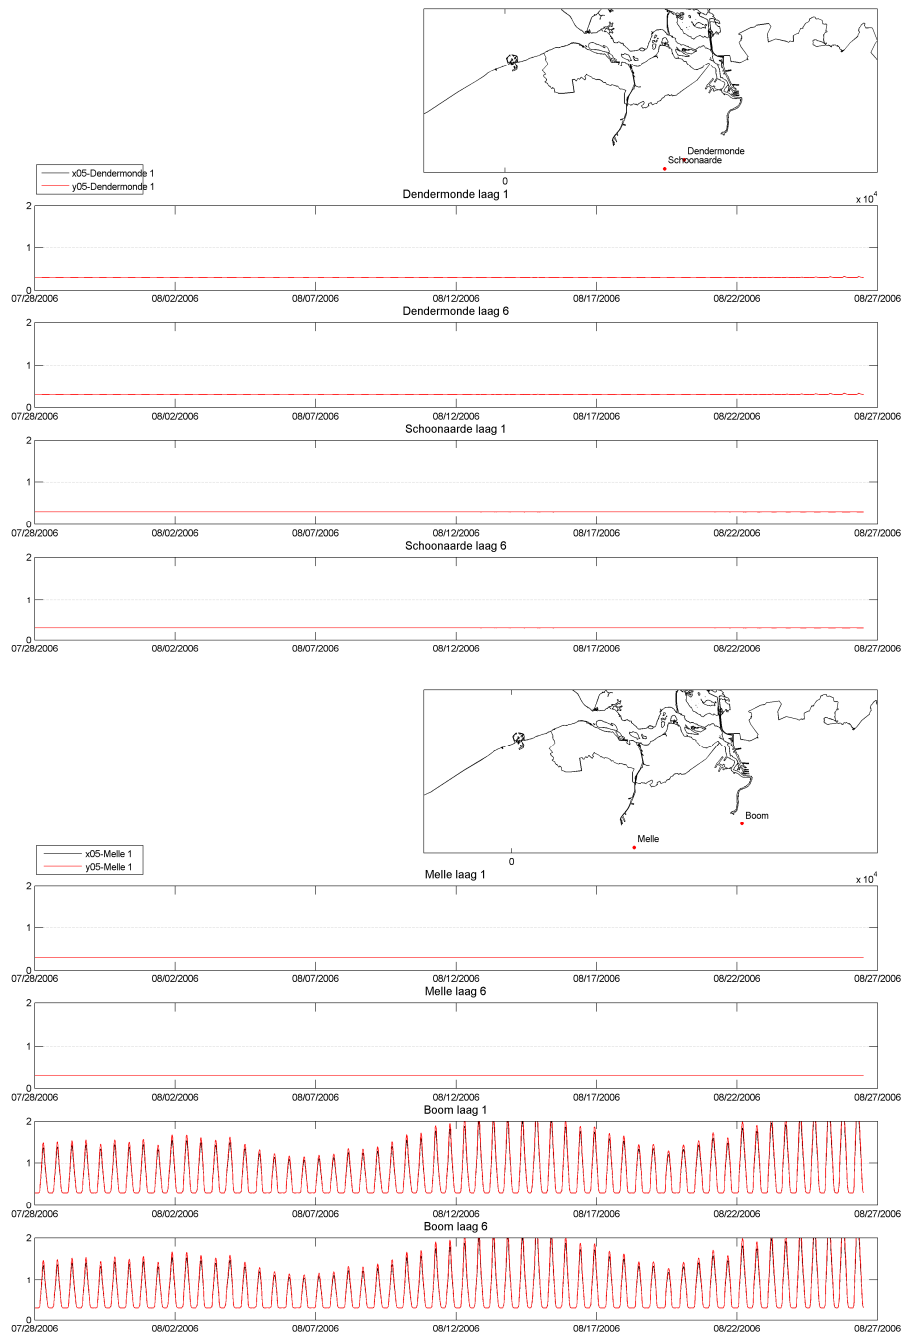 Dendermonde
Schoonaarde
0
x05-Dendermonde 1
y05-Dendermonde 1
Dendermonde laag 1
x 10^4
2
1
0
07/28/2006 08/02/2006 08/07/2006 08/12/2006 08/17/2006 08/22/2006 08/27/2006
Dendermonde laag 6
2
1
0
07/28/2006 08/02/2006 08/07/2006 08/12/2006 08/17/2006 08/22/2006 08/27/2006
Schoonaarde laag 1
2
1
0
07/28/2006 08/02/2006 08/07/2006 08/12/2006 08/17/2006 08/22/2006 08/27/2006
Schoonaarde laag 6
2
1
0
07/28/2006 08/02/2006 08/07/2006 08/12/2006 08/17/2006 08/22/2006 08/27/2006
Boom
Melle
0
x05-Melle 1
y05-Melle 1
Melle laag 1
x 10^4
2
1
0
07/28/2006 08/02/2006 08/07/2006 08/12/2006 08/17/2006 08/22/2006 08/27/2006
Melle laag 6
2
1
0
07/28/2006 08/02/2006 08/07/2006 08/12/2006 08/17/2006 08/22/2006 08/27/2006
Boom laag 1
2
1
0
07/28/2006 08/02/2006 08/07/2006 08/12/2006 08/17/2006 08/22/2006 08/27/2006
Boom laag 6
2
1
0
07/28/2006 08/02/2006 08/07/2006 08/12/2006 08/17/2006 08/22/2006 08/27/2006